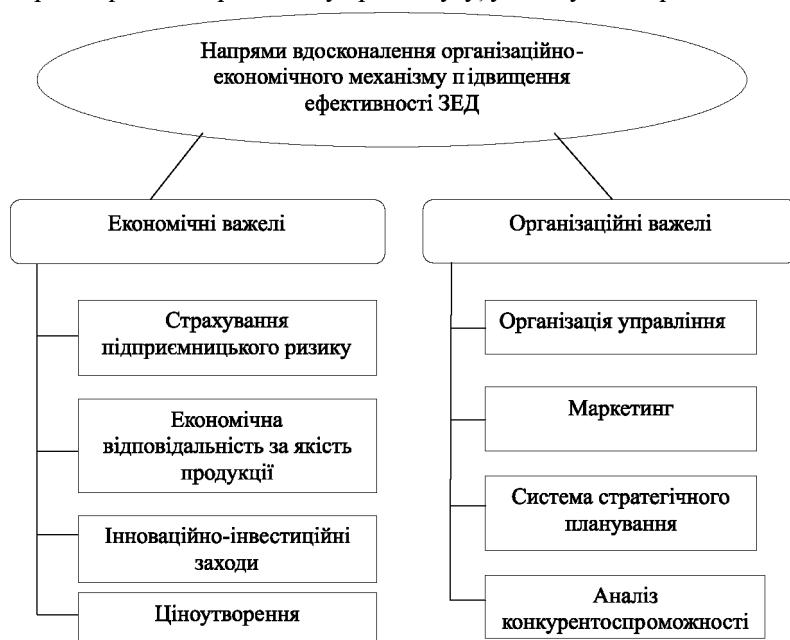 Напрями вдосконалення організаційно-
економічного механізму підвищення
ефективності ЗЕД
Економічні важелі
Організаційні важелі
Страхування
підприємницького ризику
Економічна
відповідальність за якість
продукції
Інноваційно-інвестиційні
заходи
Ціноутворення
Організація управління
Маркетинг
Система стратегічного
планування
Аналіз
конкурентоспроможності